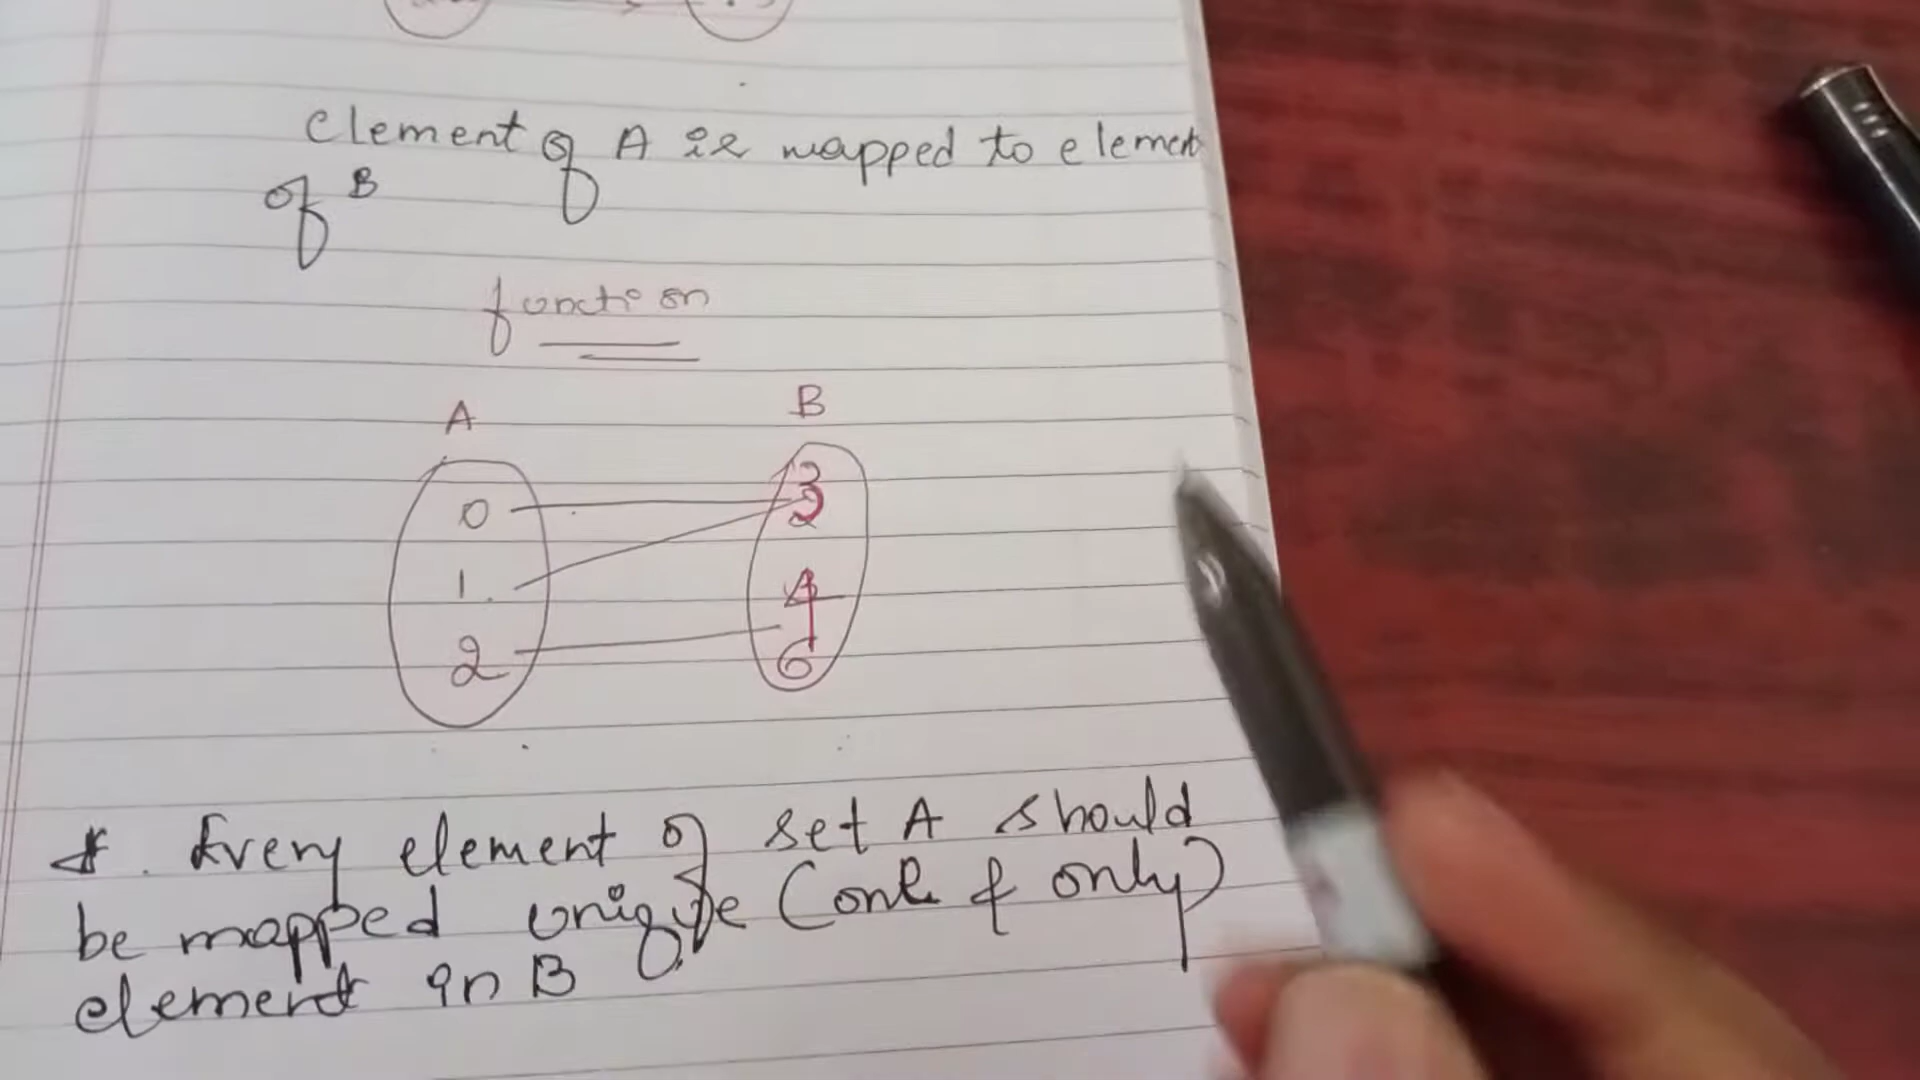 element of A is mapped to element
of B
function
A B
0 3
1. 4
2 6
* . Every element of set A should
be mapped unique (one & only)
element in B